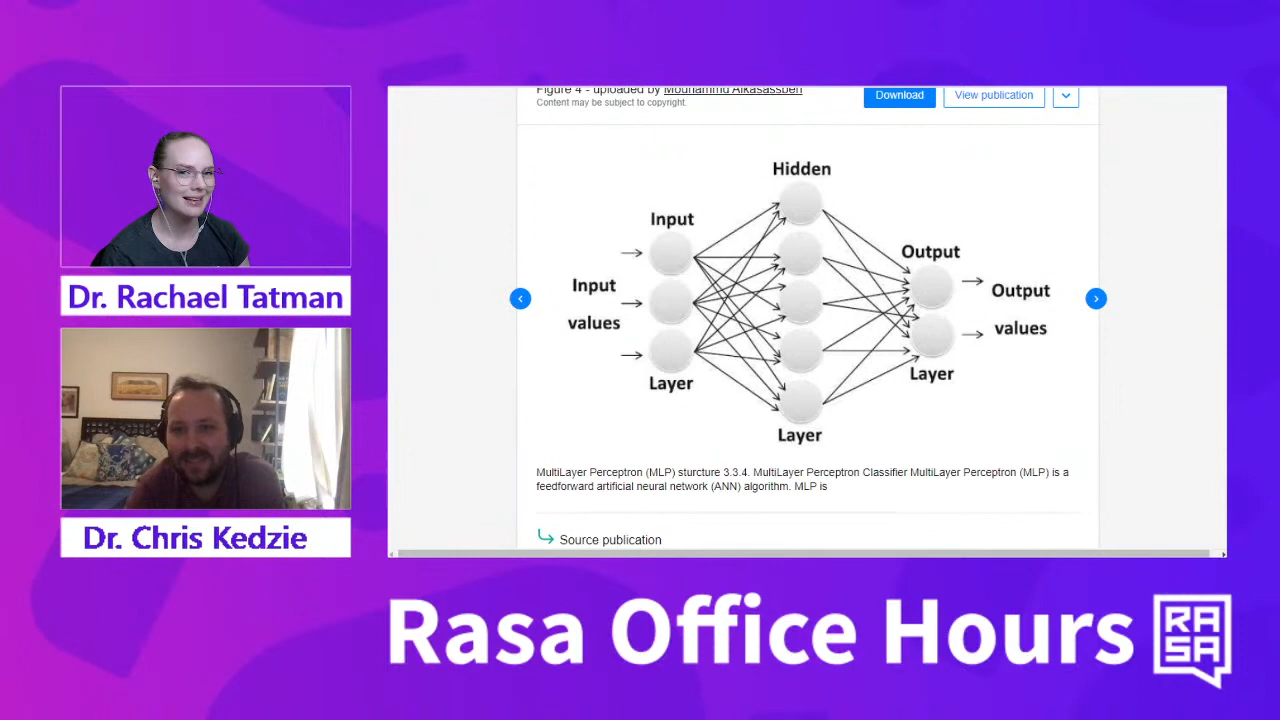 Dr. Rachael Tatman
Dr. Chris Kedzie
Figure 4 - uploaded by Mouhammd Alkasassbeh
Content may be subject to copyright.
Download
View publication
Hidden
Input
Output
Input
values
Output
values
Layer
Layer
Layer
MultiLayer Perceptron (MLP) sturcture 3.3.4. MultiLayer Perceptron Classifier MultiLayer Perceptron (MLP) is a
feedforward artificial neural network (ANN) algorithm. MLP is
Source publication
Rasa Office Hours
RA
SA